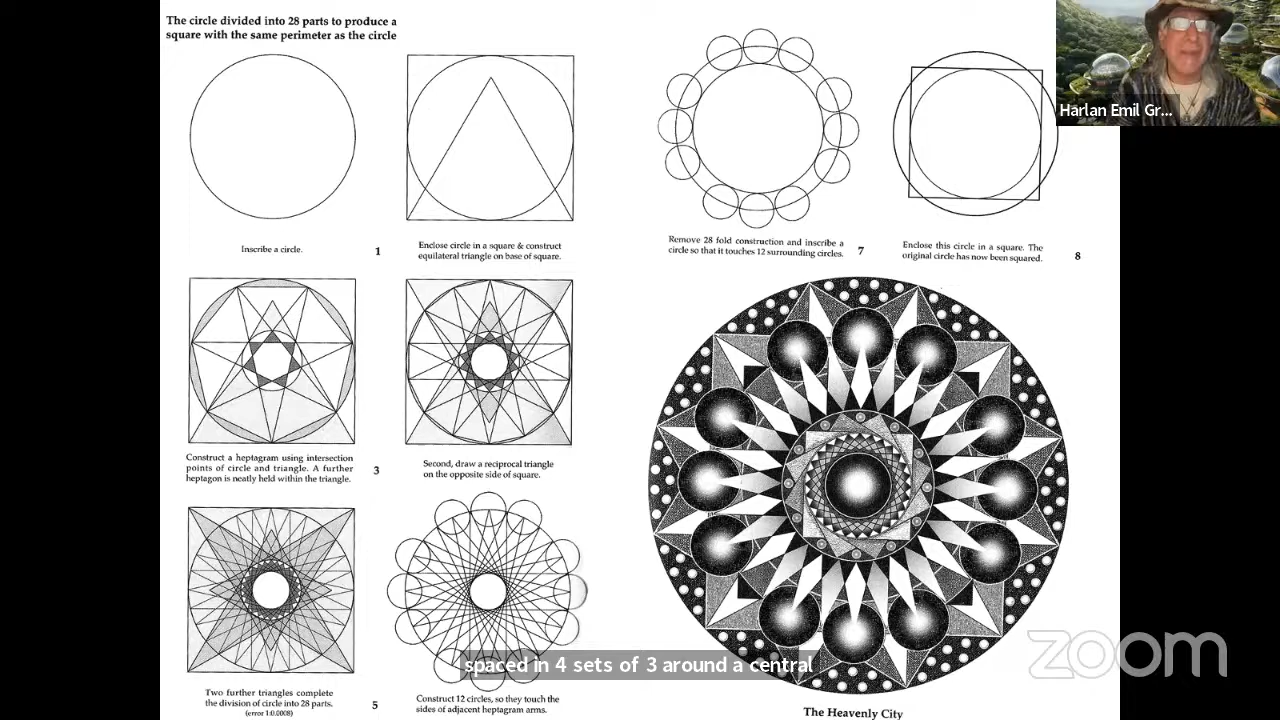 The circle divided into 28 parts to produce a
square with the same perimeter as the circle
Inscribe a circle.
1
Enclose circle in a square & construct
equilateral triangle on base of square.
Construct a heptagram using intersection
points of circle and triangle. A further
heptagon is neatly held within the triangle.
3
Second, draw a reciprocal triangle
on the opposite side of square.
Two further triangles complete
the division of circle into 28 parts.
(error 1:0.0008)
5
Construct 12 circles, so they touch the
sides of adjacent heptagram arms.
Remove 28 fold construction and inscribe a
circle so that it touches 12 surrounding circles.
7
Enclose this circle in a square. The
original circle has now been squared.
8
The Heavenly City
Harlan Emil Gr...
spaced in 4 sets of 3 around a central
zoom